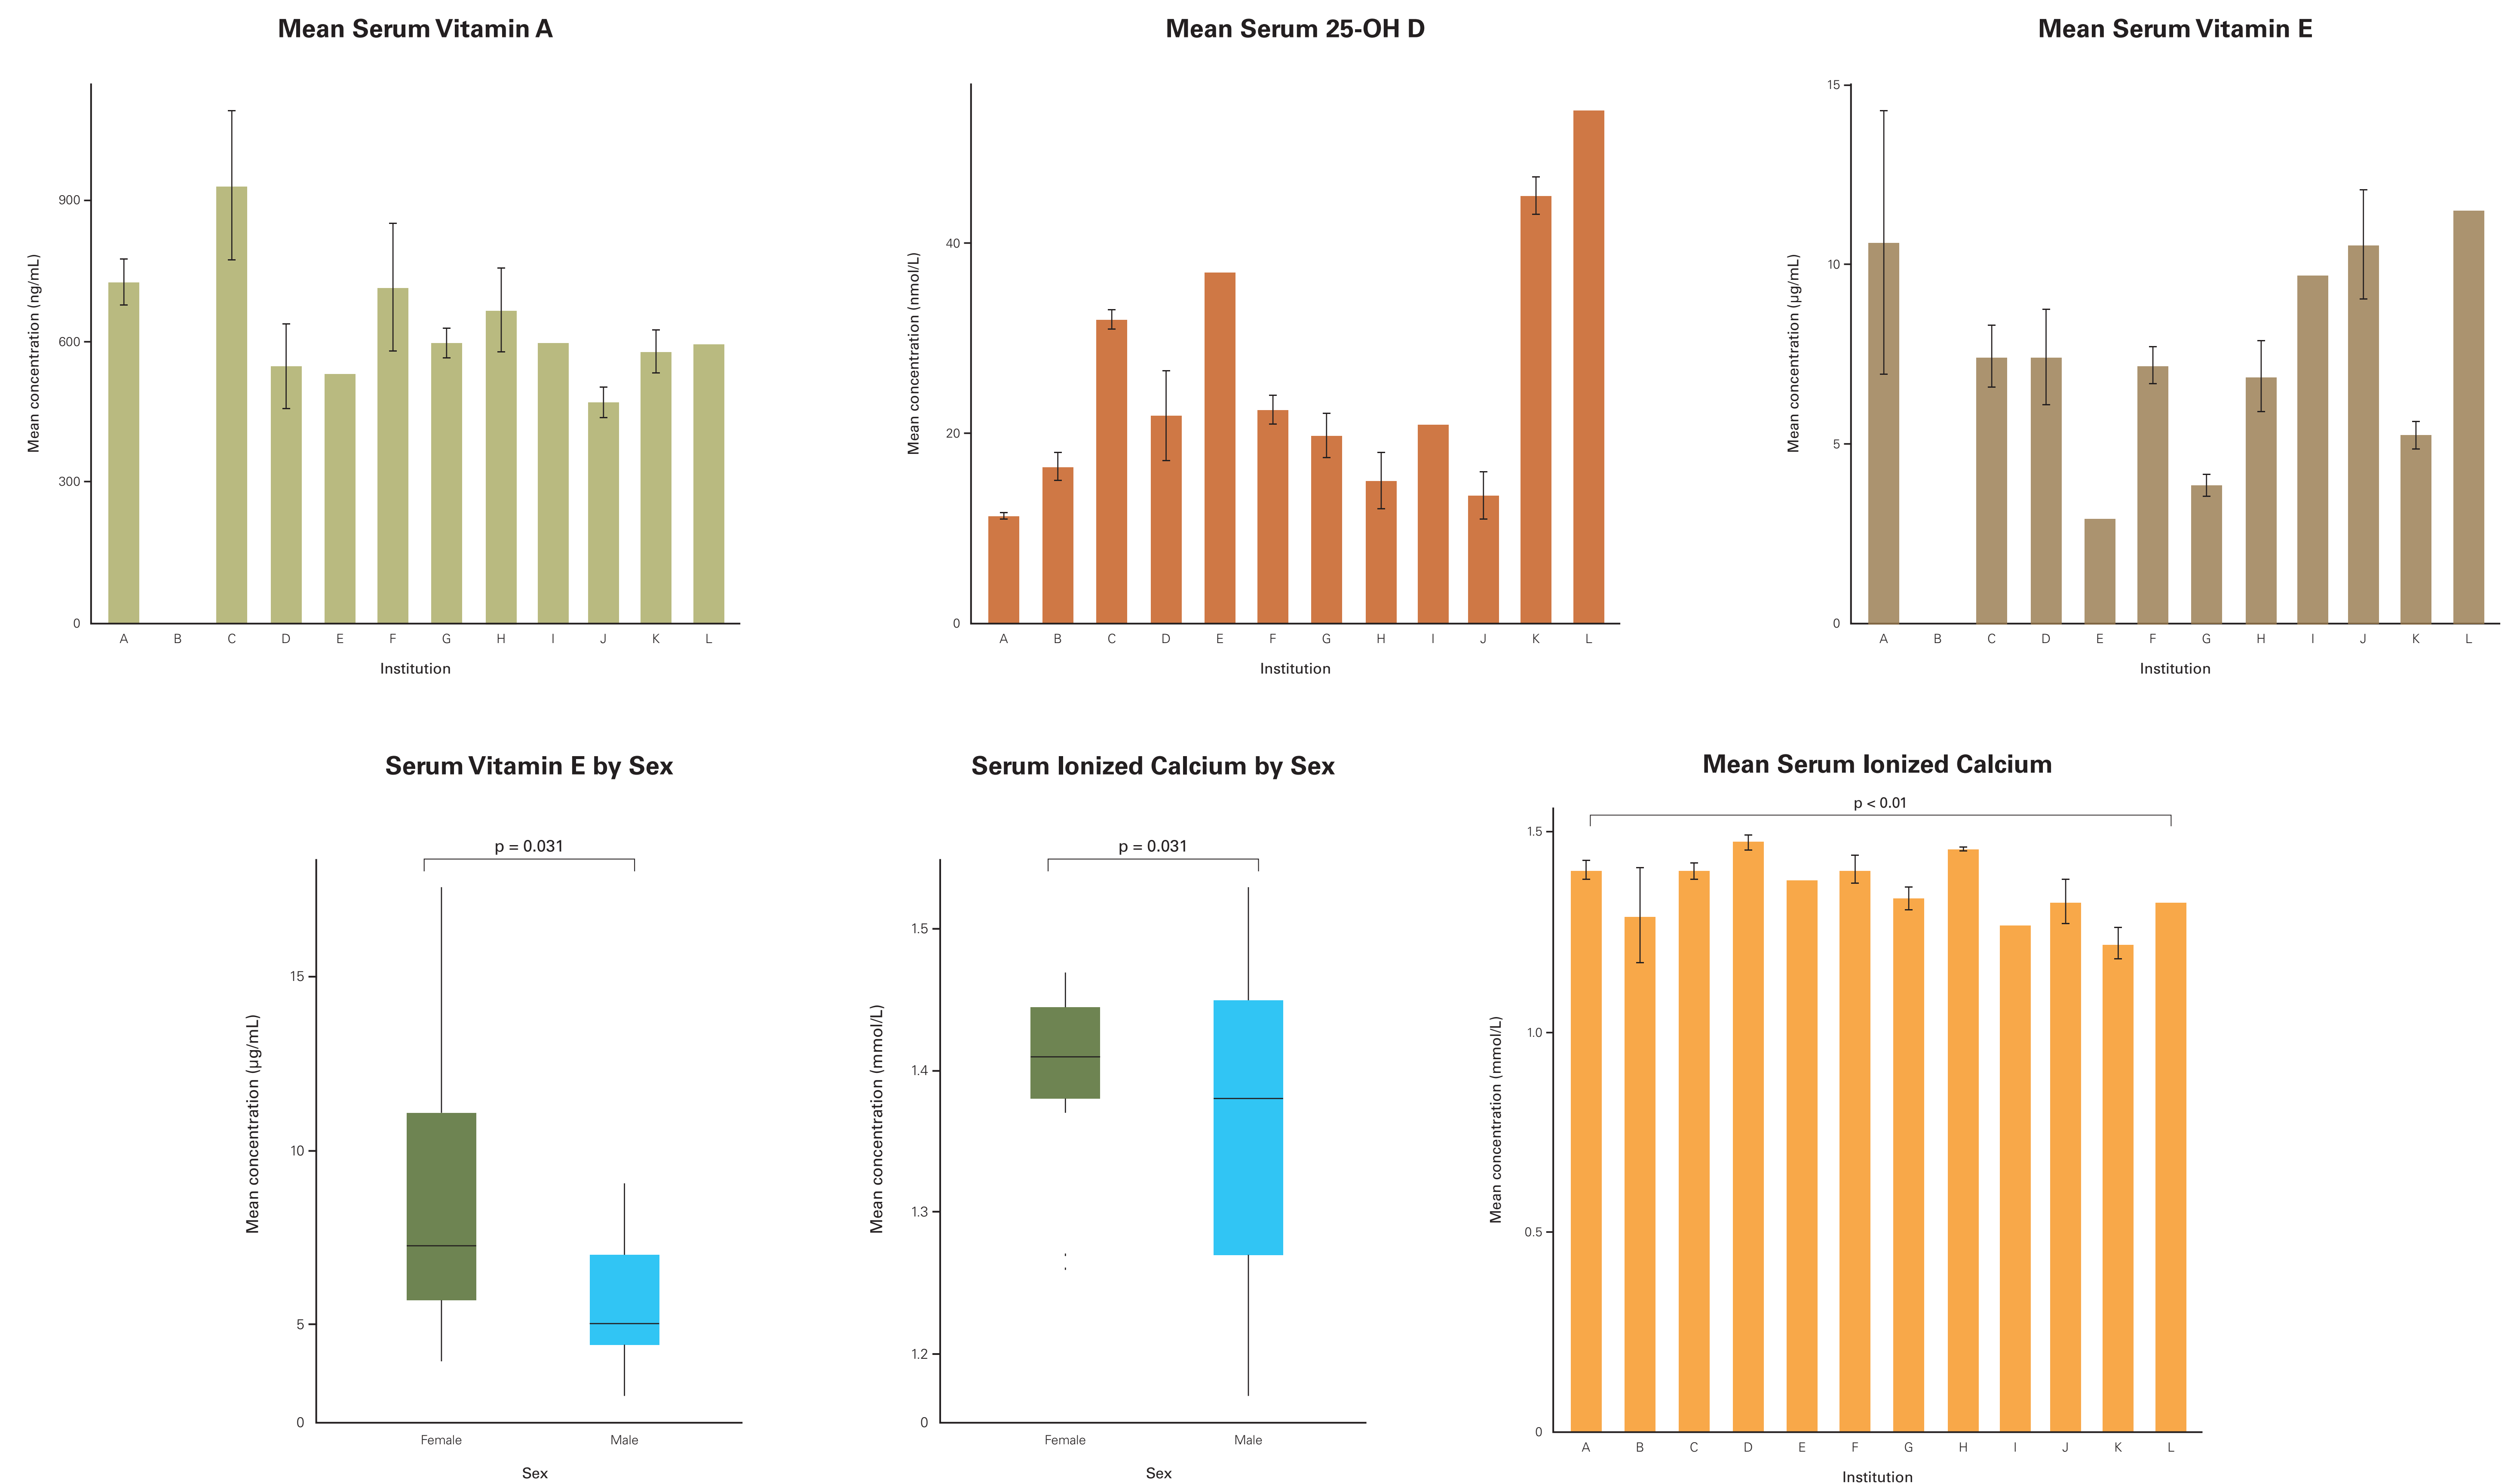 Mean Serum Vitamin A
Mean concentration (ng/mL)
900
600
300
0
A B C D E F G H I J K L
Institution
Mean Serum 25-OH D
Mean concentration (nmol/L)
40
20
0
A B C D E F G H I J K L
Institution
Mean Serum Vitamin E
Mean concentration (µg/mL)
15
10
5
0
A B C D E F G H I J K L
Institution
Serum Vitamin E by Sex
p = 0.031
Mean concentration (µg/mL)
15
10
5
0
Female Male
Sex
Serum Ionized Calcium by Sex
p = 0.031
Mean concentration (mmol/L)
1.5
1.4
1.3
1.2
0
Female Male
Sex
Mean Serum Ionized Calcium
p < 0.01
Mean concentration (mmol/L)
1.5
1.0
0.5
0
A B C D E F G H I J K L
Institution